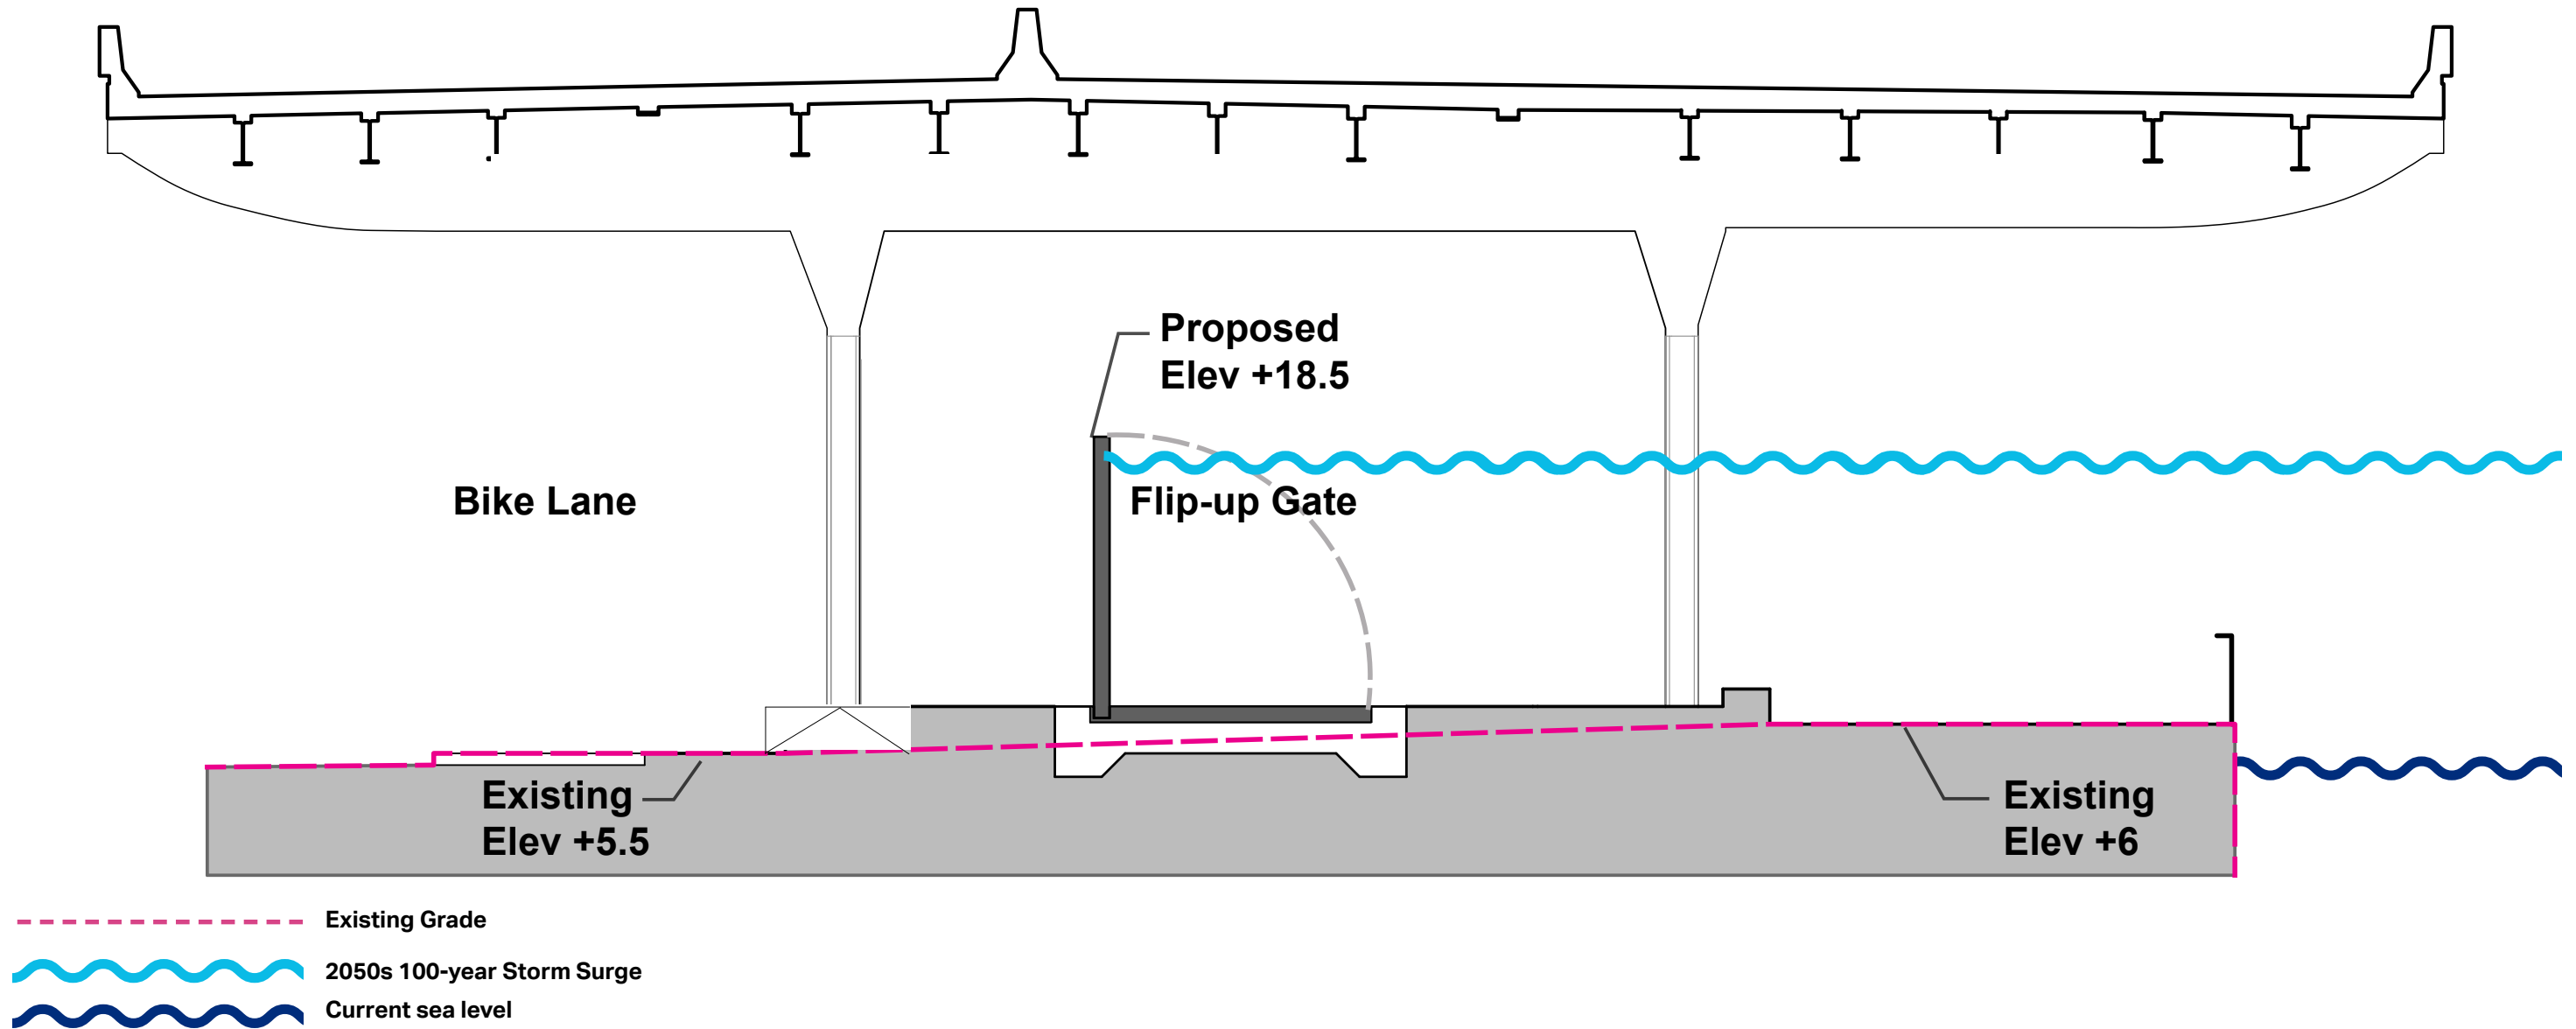 Proposed
Elev +18.5
Bike Lane
Flip-up Gate
Existing
Elev +5.5
Existing
Elev +6
Existing Grade
2050s 100-year Storm Surge
Current sea level